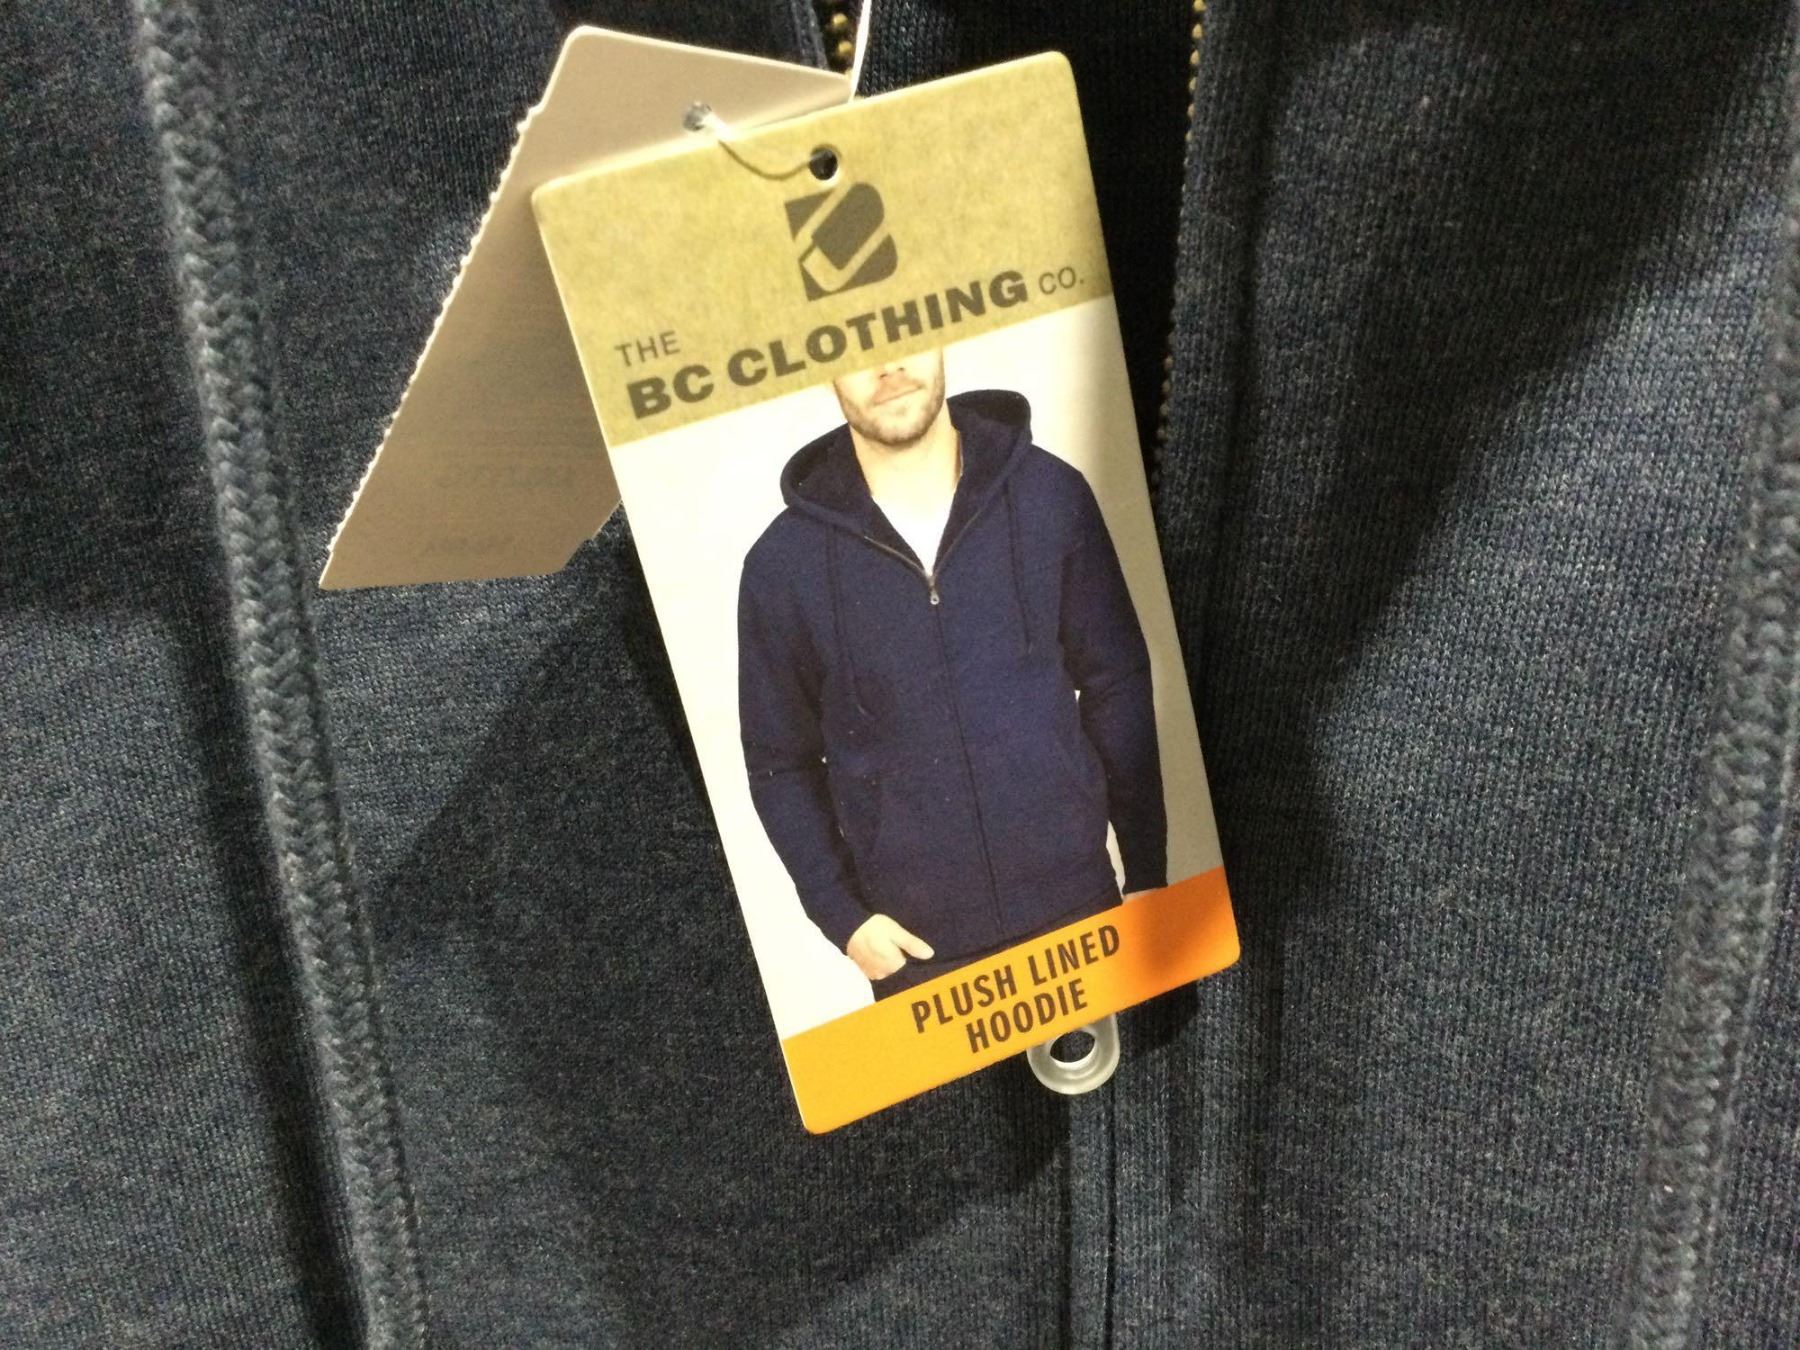 THE
BC CLOTHING CO.
PLUSH LINED
HOODIE